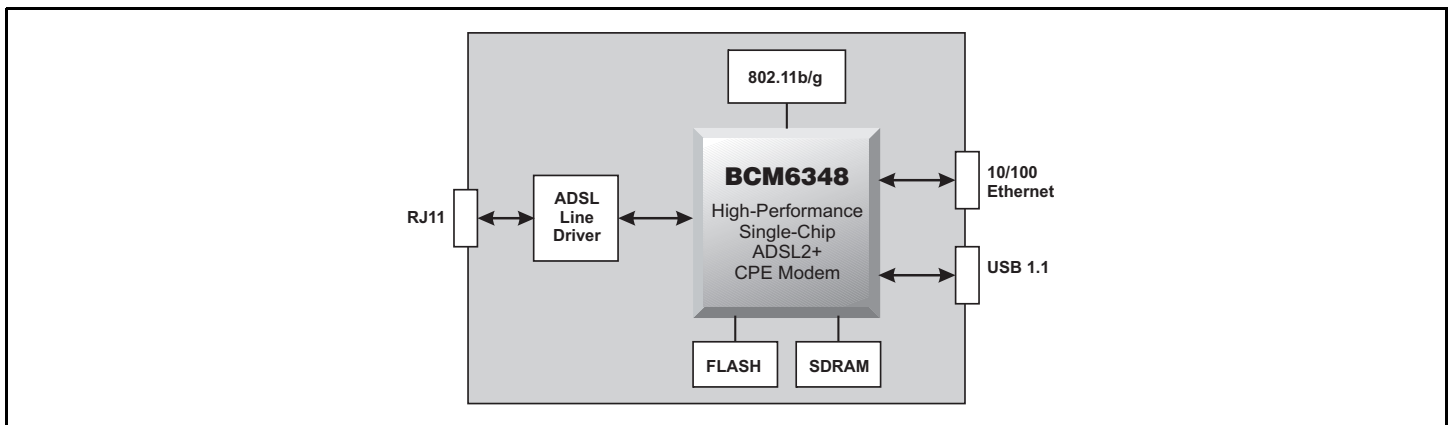 802.11b/g
BCM6348
High-Performance
Single-Chip
ADSL2+
CPE Modem
RJ11
ADSL
Line
Driver
10/100
Ethernet
USB 1.1
FLASH
SDRAM